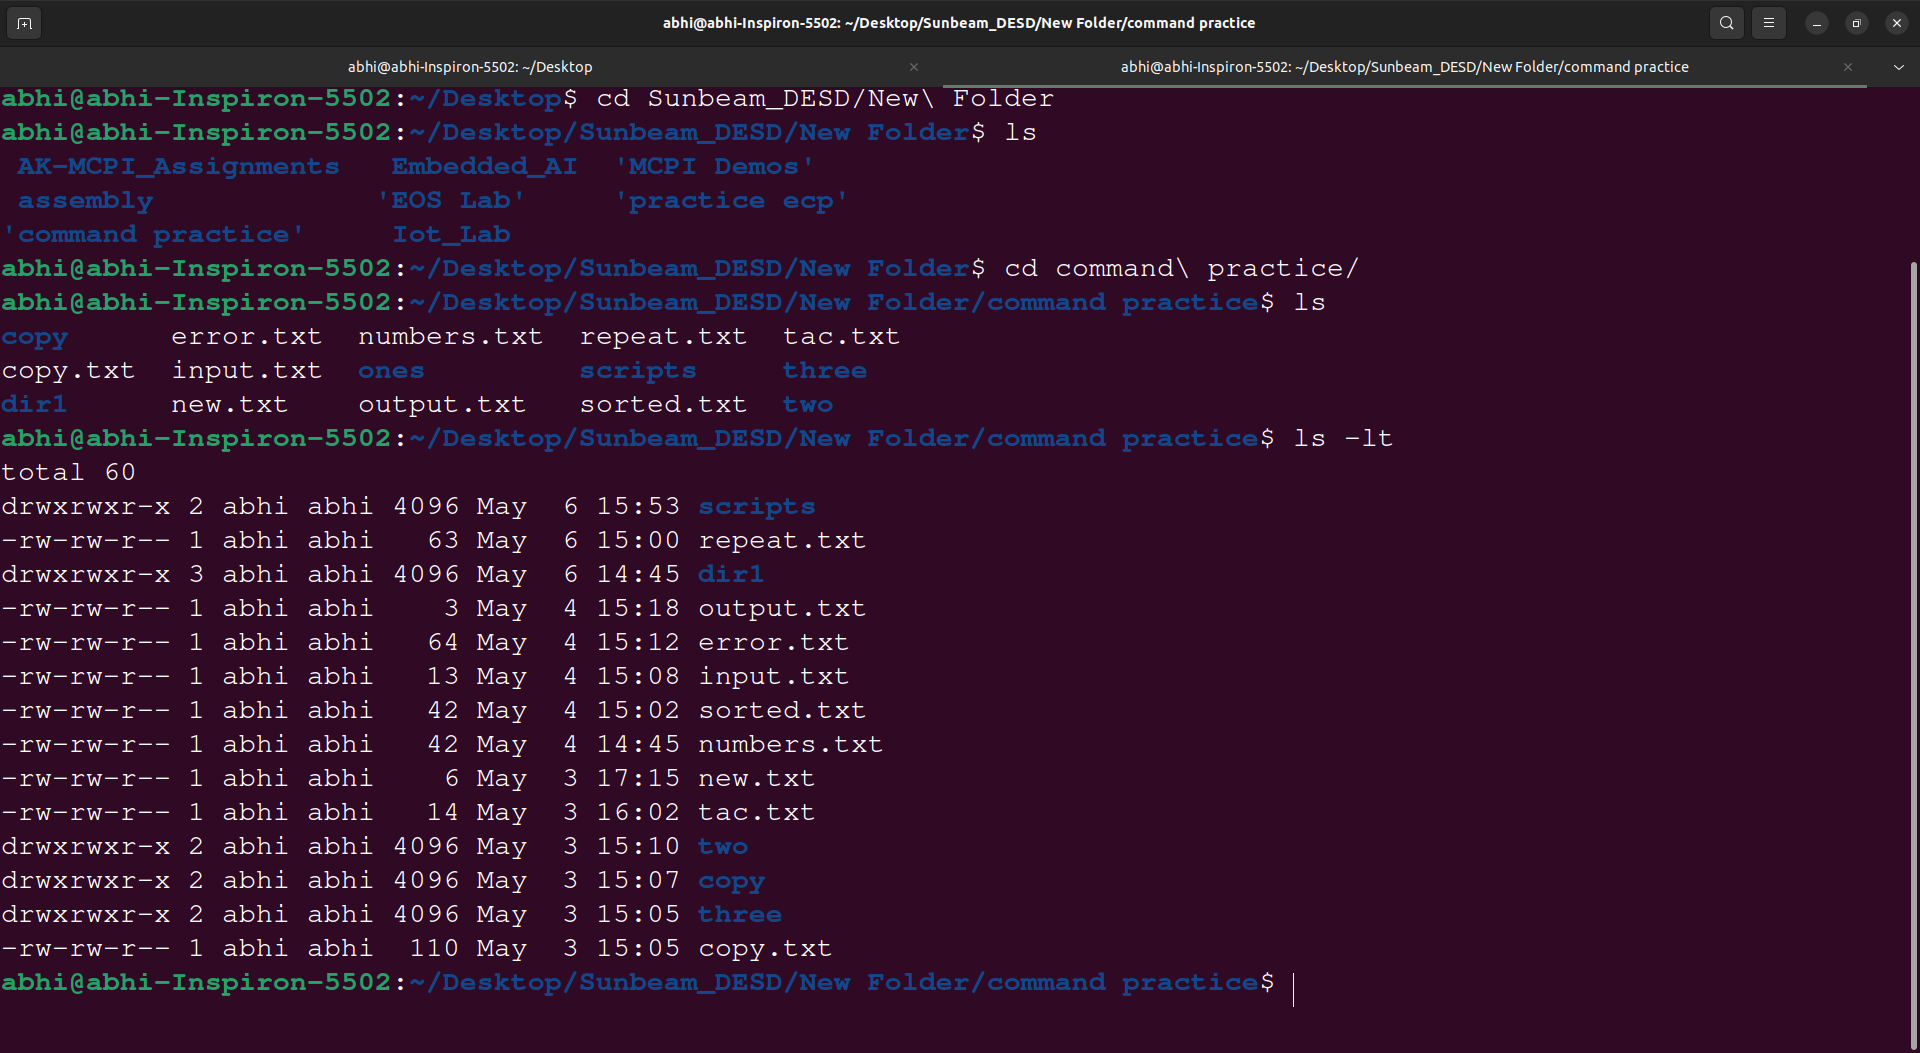 abhi@abhi-Inspiron-5502: ~/Desktop/Sunbeam_DESD/New Folder/command practice
abhi@abhi-Inspiron-5502: ~/Desktop
abhi@abhi-Inspiron-5502: ~/Desktop/Sunbeam_DESD/New Folder/command practice
abhi@abhi-Inspiron-5502:~/Desktop$ cd Sunbeam_DESD/New\ Folder
abhi@abhi-Inspiron-5502:~/Desktop/Sunbeam_DESD/New Folder$ ls
 AK-MCPI_Assignments   Embedded_AI  'MCPI Demos'
 assembly             'EOS Lab'     'practice ecp'
'command practice'     Iot_Lab
abhi@abhi-Inspiron-5502:~/Desktop/Sunbeam_DESD/New Folder$ cd command\ practice/
abhi@abhi-Inspiron-5502:~/Desktop/Sunbeam_DESD/New Folder/command practice$ ls
copy      error.txt  numbers.txt  repeat.txt  tac.txt
copy.txt  input.txt  ones         scripts     three
dir1      new.txt    output.txt   sorted.txt  two
abhi@abhi-Inspiron-5502:~/Desktop/Sunbeam_DESD/New Folder/command practice$ ls -lt
total 60
drwxrwxr-x 2 abhi abhi 4096 May  6 15:53 scripts
-rw-rw-r-- 1 abhi abhi   63 May  6 15:00 repeat.txt
drwxrwxr-x 3 abhi abhi 4096 May  6 14:45 dir1
-rw-rw-r-- 1 abhi abhi    3 May  4 15:18 output.txt
-rw-rw-r-- 1 abhi abhi   64 May  4 15:12 error.txt
-rw-rw-r-- 1 abhi abhi   13 May  4 15:08 input.txt
-rw-rw-r-- 1 abhi abhi   42 May  4 15:02 sorted.txt
-rw-rw-r-- 1 abhi abhi   42 May  4 14:45 numbers.txt
-rw-rw-r-- 1 abhi abhi    6 May  3 17:15 new.txt
-rw-rw-r-- 1 abhi abhi   14 May  3 16:02 tac.txt
drwxrwxr-x 2 abhi abhi 4096 May  3 15:10 two
drwxrwxr-x 2 abhi abhi 4096 May  3 15:07 copy
drwxrwxr-x 2 abhi abhi 4096 May  3 15:05 three
-rw-rw-r-- 1 abhi abhi  110 May  3 15:05 copy.txt
abhi@abhi-Inspiron-5502:~/Desktop/Sunbeam_DESD/New Folder/command practice$